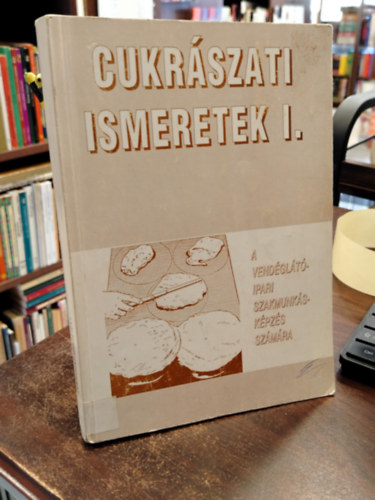 CUKRÁSZATI
ISMERETEK I.
A
VENDÉGLÁTÓ-
IPARI
SZAKMUNKÁS-
KÉPZÉS
SZÁMÁRA